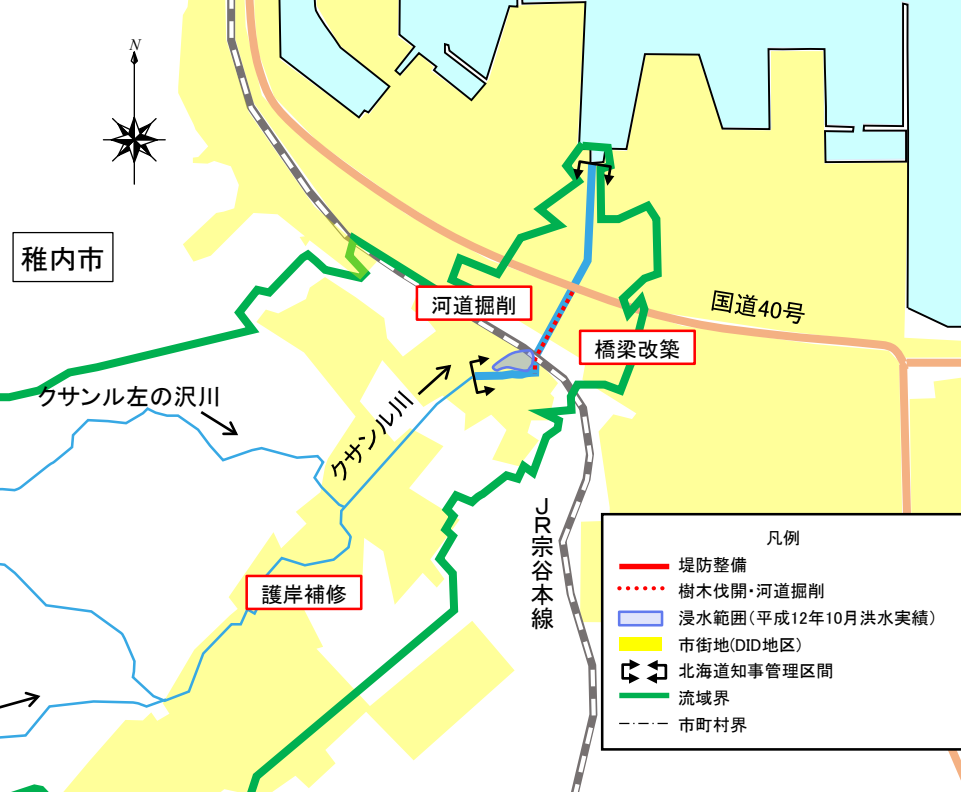 N
稚内市
河道掘削
国道40号
橋梁改築
クサンル左の沢川
クサンル川
JR宗谷本線
護岸補修
凡例
堤防整備
樹木伐開・河道掘削
浸水範囲(平成12年10月洪水実績)
市街地(DID地区)
北海道知事管理区間
流域界
市町村界